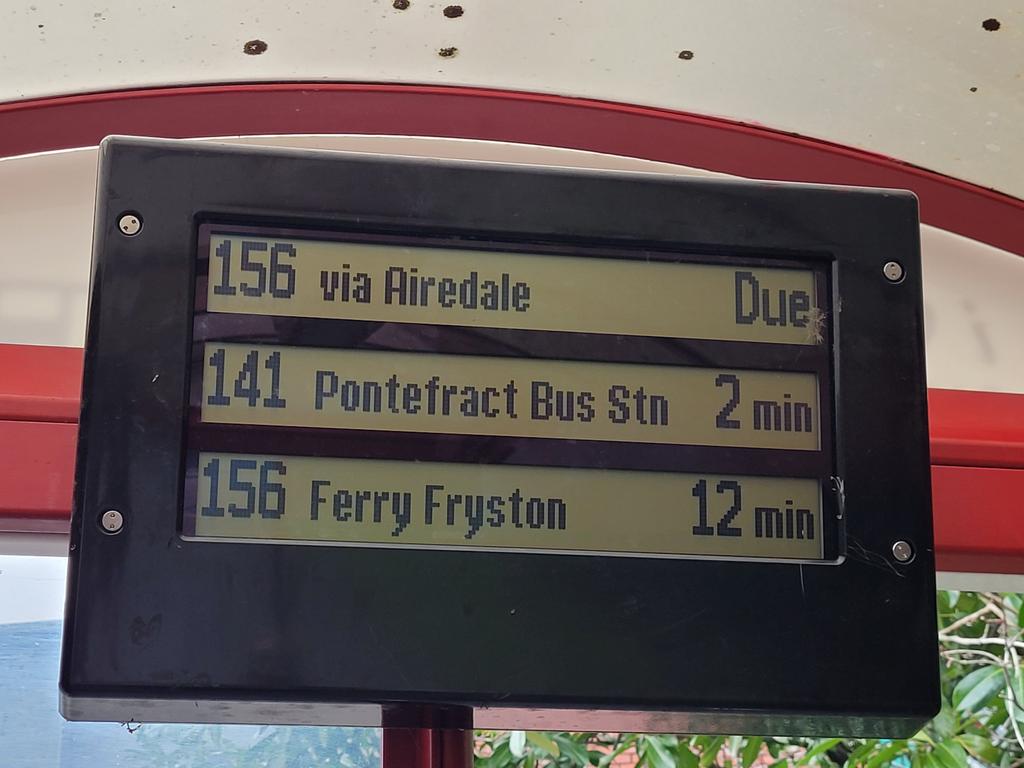 156 via Airedale Due
141 Pontefract Bus Stn 2 min
156 Ferry Fryston 12 min